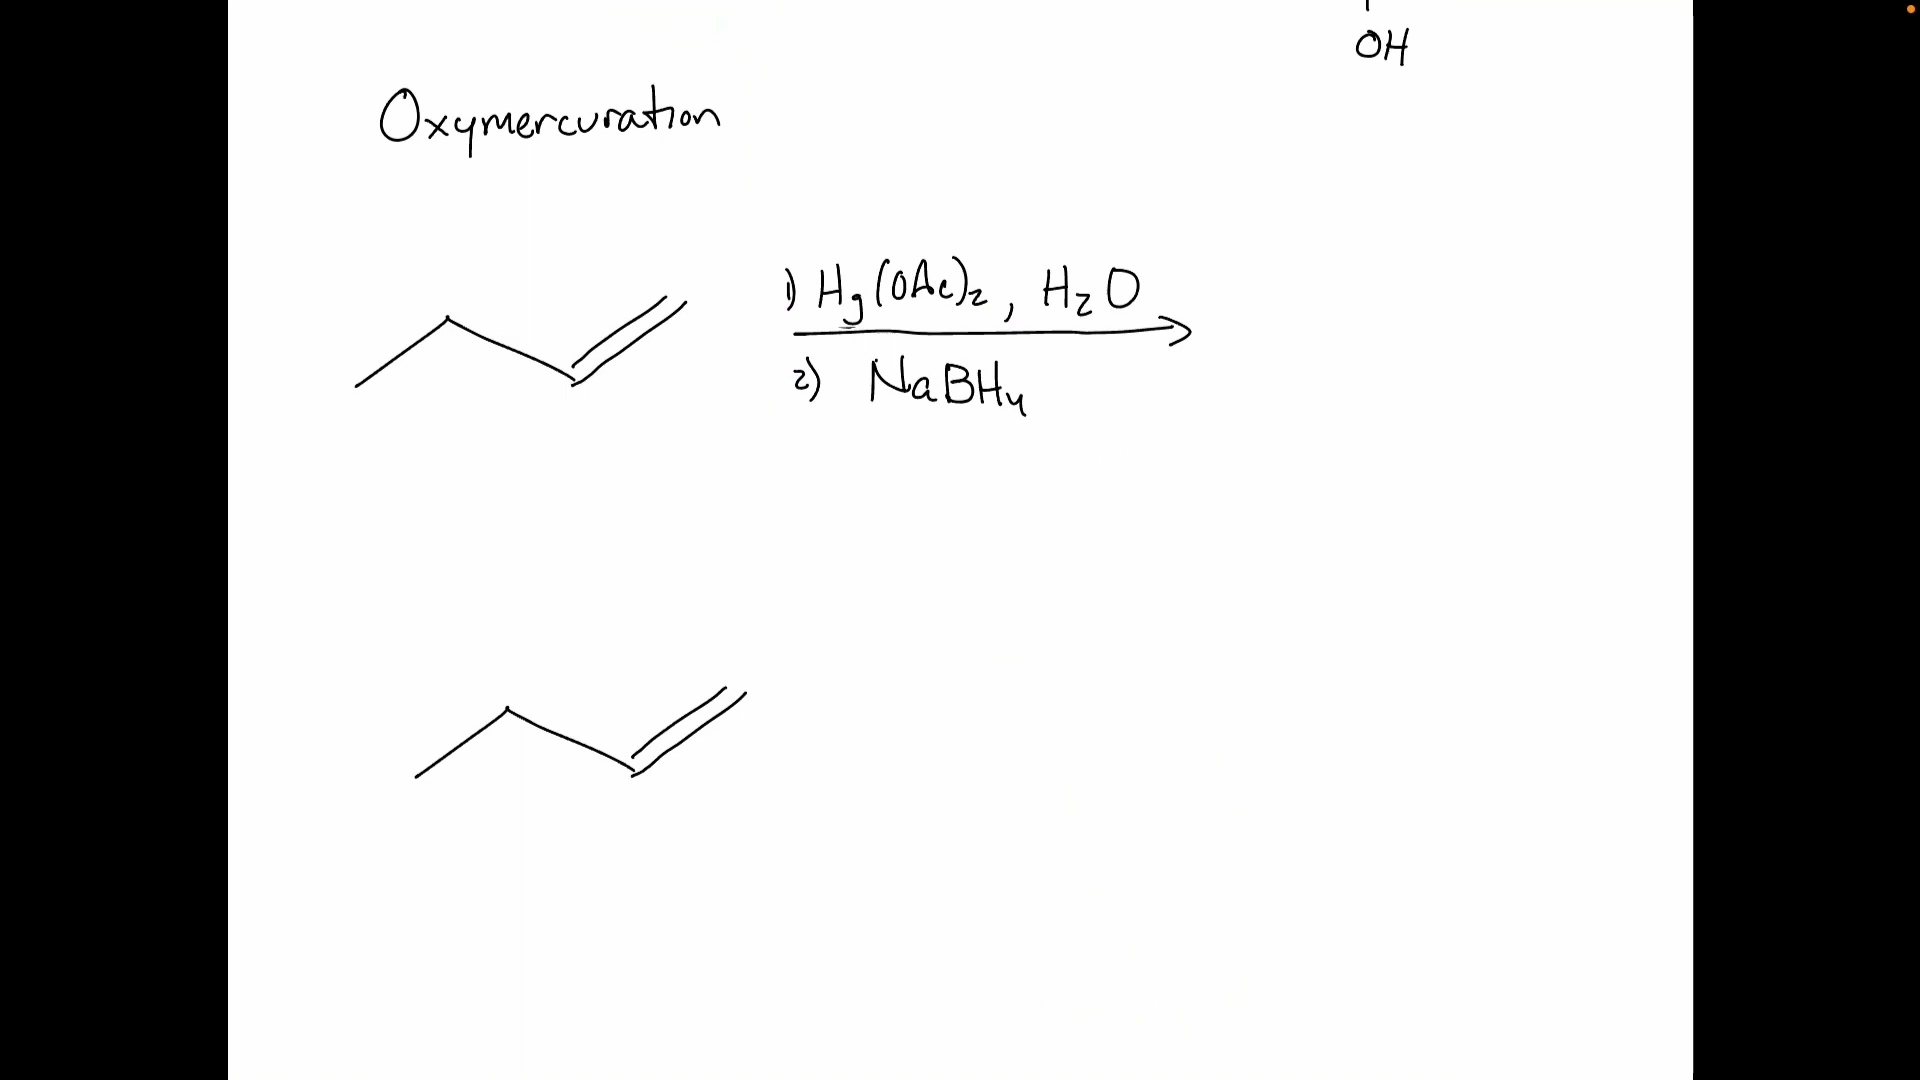 OH
Oxymercuration
1) Hg(OAc)2, H2O
2) NaBH4